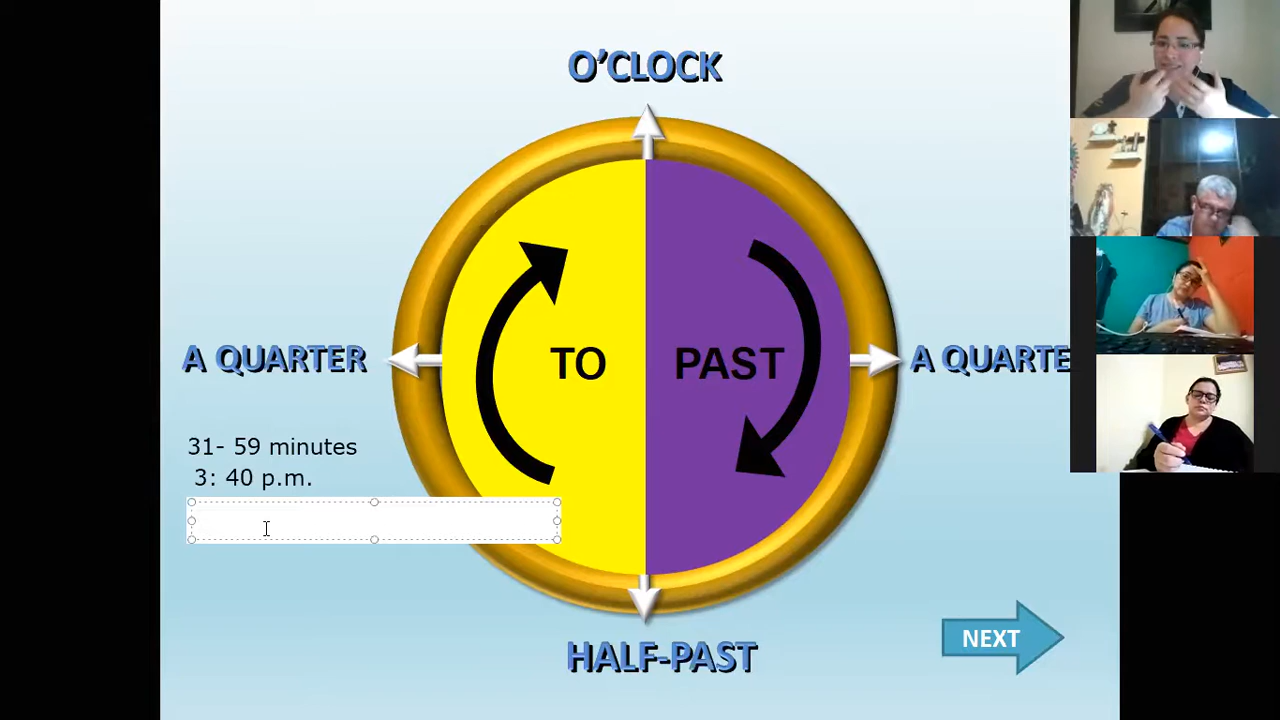 O'CLOCK
A QUARTER
TO
PAST
A QUARTE
31- 59 minutes
3: 40 p.m.
NEXT
HALF-PAST